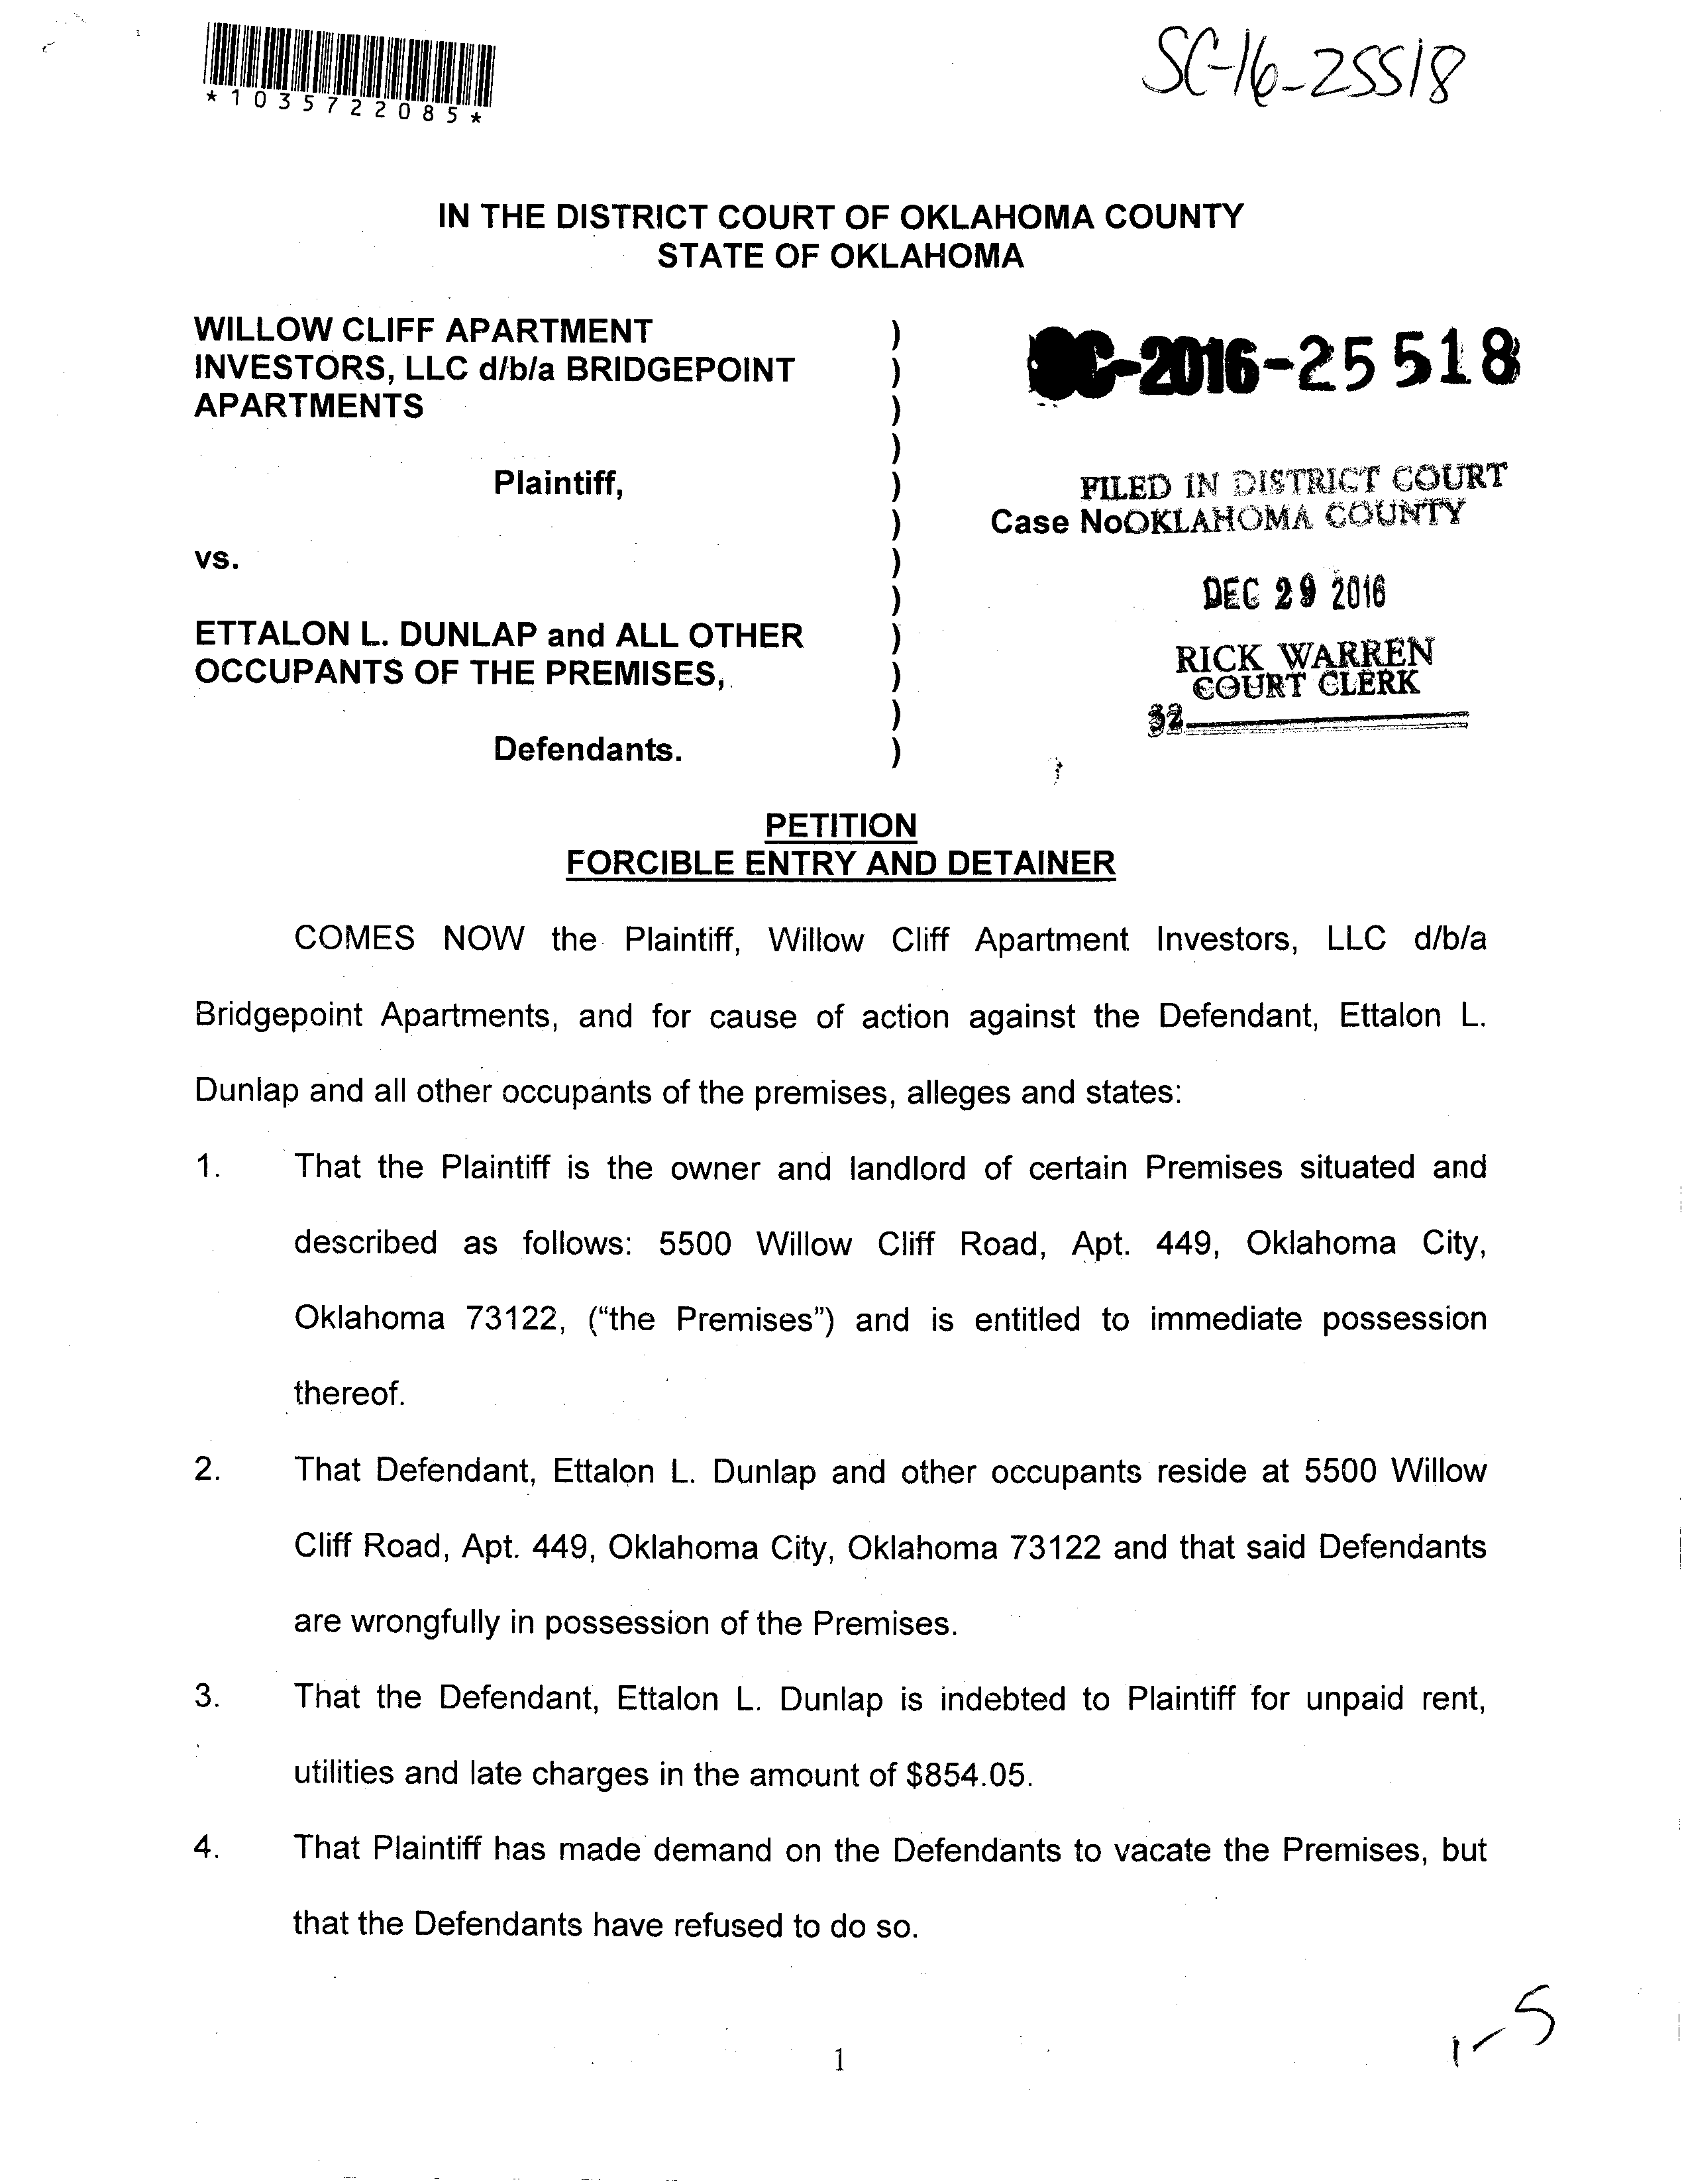 *1035722085*
SC-16-25518
IN THE DISTRICT COURT OF OKLAHOMA COUNTY
STATE OF OKLAHOMA
WILLOW CLIFF APARTMENT
INVESTORS, LLC d/b/a BRIDGEPOINT
APARTMENTS
Plaintiff,
vs.
ETTALON L. DUNLAP and ALL OTHER
OCCUPANTS OF THE PREMISES,
Defendants.
)
)
)
)
)
)
)
)
)
)
)
)
SC-2016-25518
FILED IN DISTRICT COURT
Case No OKLAHOMA COUNTY
DEC 29 2016
RICK WARREN
COURT CLERK
32
PETITION
FORCIBLE ENTRY AND DETAINER
COMES NOW the Plaintiff, Willow Cliff Apartment Investors, LLC d/b/a
Bridgepoint Apartments, and for cause of action against the Defendant, Ettalon L.
Dunlap and all other occupants of the premises, alleges and states:
1. That the Plaintiff is the owner and landlord of certain Premises situated and
described as follows: 5500 Willow Cliff Road, Apt. 449, Oklahoma City,
Oklahoma 73122, (“the Premises”) and is entitled to immediate possession
thereof.
2. That Defendant, Ettalon L. Dunlap and other occupants reside at 5500 Willow
Cliff Road, Apt. 449, Oklahoma City, Oklahoma 73122 and that said Defendants
are wrongfully in possession of the Premises.
3. That the Defendant, Ettalon L. Dunlap is indebted to Plaintiff for unpaid rent,
utilities and late charges in the amount of $854.05.
4. That Plaintiff has made demand on the Defendants to vacate the Premises, but
that the Defendants have refused to do so.
1
1-5